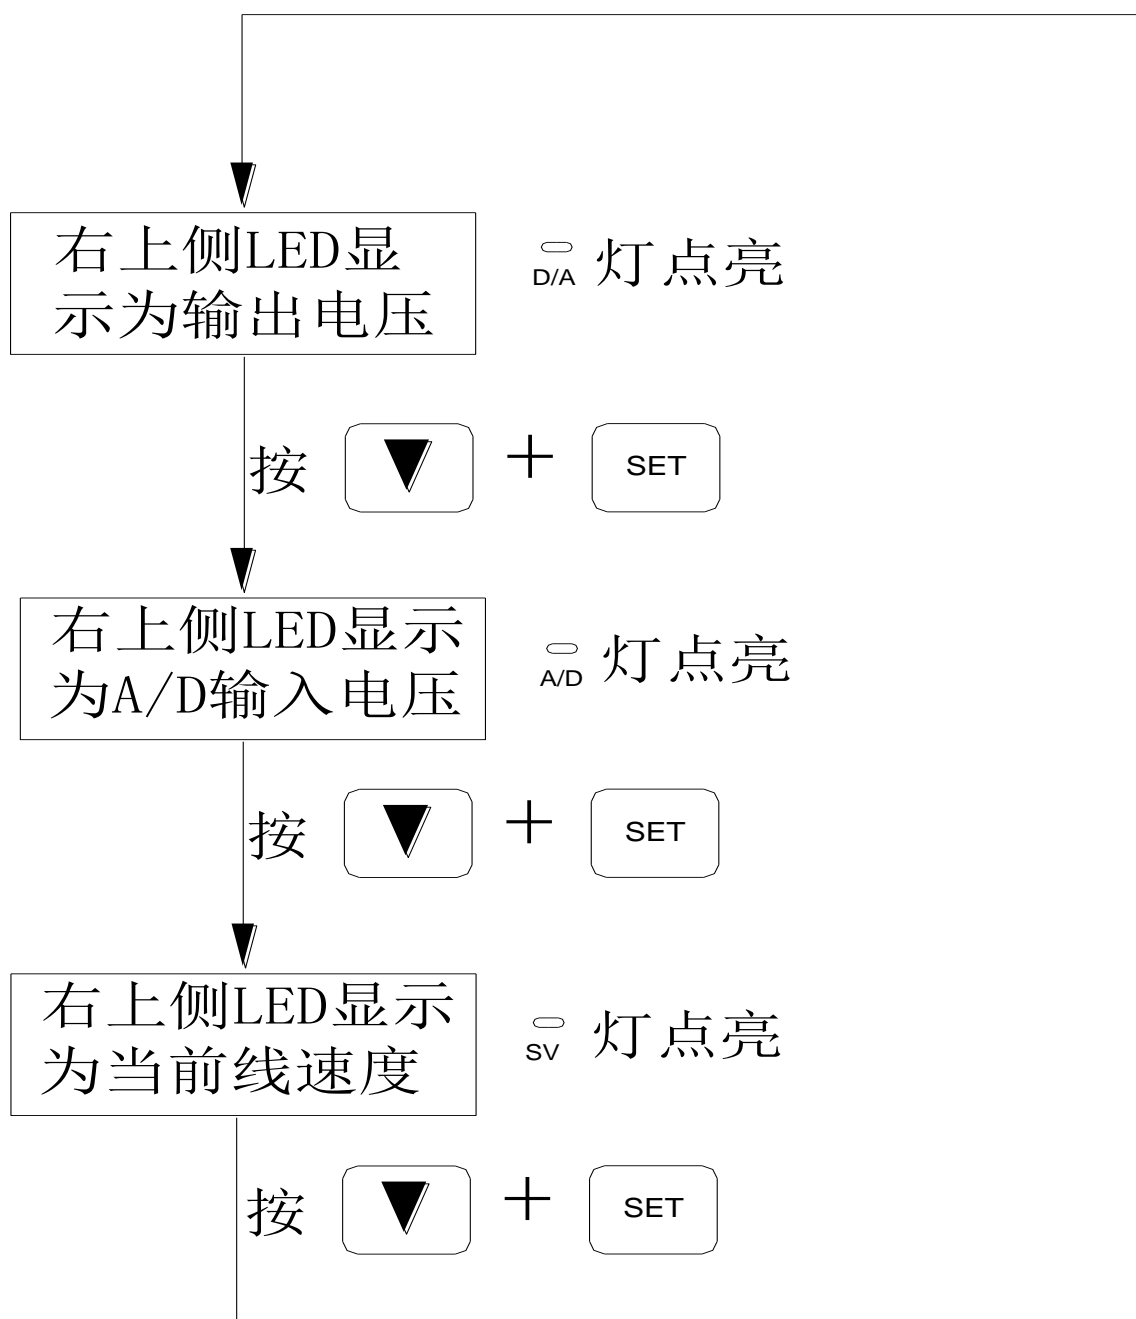 右上侧LED显
示为输出电压
D/A 灯点亮
按 ▼ + SET
右上侧LED显示
为A/D输入电压
A/D 灯点亮
按 ▼ + SET
右上侧LED显示
为当前线速度
SV 灯点亮
按 ▼ + SET